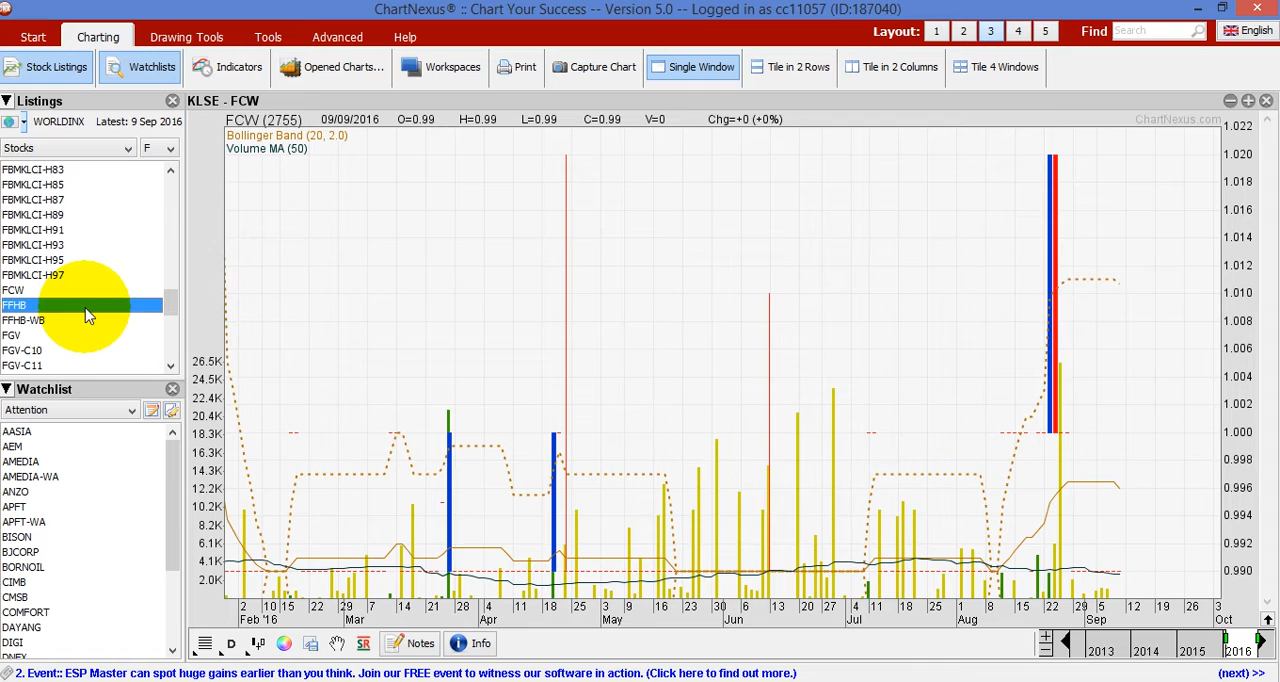 ChartNexus® :: Chart Your Success -- Version 5.0 -- Logged in as cc11057 (ID:187040)
Start Charting Drawing Tools Tools Advanced Help Layout: 1 2 3 4 5 Find Search English
Stock Listings Watchlists Indicators Opened Charts... Workspaces Print Capture Chart Single Window Tile in 2 Rows Tile in 2 Columns Tile 4 Windows
Listings
WORLDINX Latest: 9 Sep 2016
Stocks F
FBMKLCI-H83
FBMKLCI-H85
FBMKLCI-H87
FBMKLCI-H89
FBMKLCI-H91
FBMKLCI-H93
FBMKLCI-H95
FBMKLCI-H97
FCW
FFHB
FFHB-WB
FGV
FGV-C10
FGV-C11
Watchlist
Attention
AASIA
AEM
AMEDIA
AMEDIA-WA
ANZO
APFT
APFT-WA
BISON
BJCORP
BORNOIL
CIMB
CMSB
COMFORT
DAYANG
DIGI
KLSE - FCW
FCW (2755) 09/09/2016 O=0.99 H=0.99 L=0.99 C=0.99 V=0 Chg=+0 (+0%) ChartNexus.com
Bollinger Band (20, 2.0)
Volume MA (50)
26.5K
24.5K
22.4K
20.4K
18.3K
16.3K
14.3K
12.2K
10.2K
8.2K
6.1K
4.1K
2.0K
1.022
1.020
1.018
1.016
1.014
1.012
1.010
1.008
1.006
1.004
1.002
1.000
0.998
0.996
0.994
0.992
0.990
2 10 15 22 29 7 14 21 28 4 11 18 25 3 9 16 23 30 6 13 20 27 4 11 18 25 1 8 15 22 29 5 12 19 26 3
Feb '16 Mar Apr May Jun Jul Aug Sep Oct
D SR Notes Info 2013 2014 2015 2016
2. Event:: ESP Master can spot huge gains earlier than you think. Join our FREE event to witness our software in action. (Click here to find out more.) (next) >>